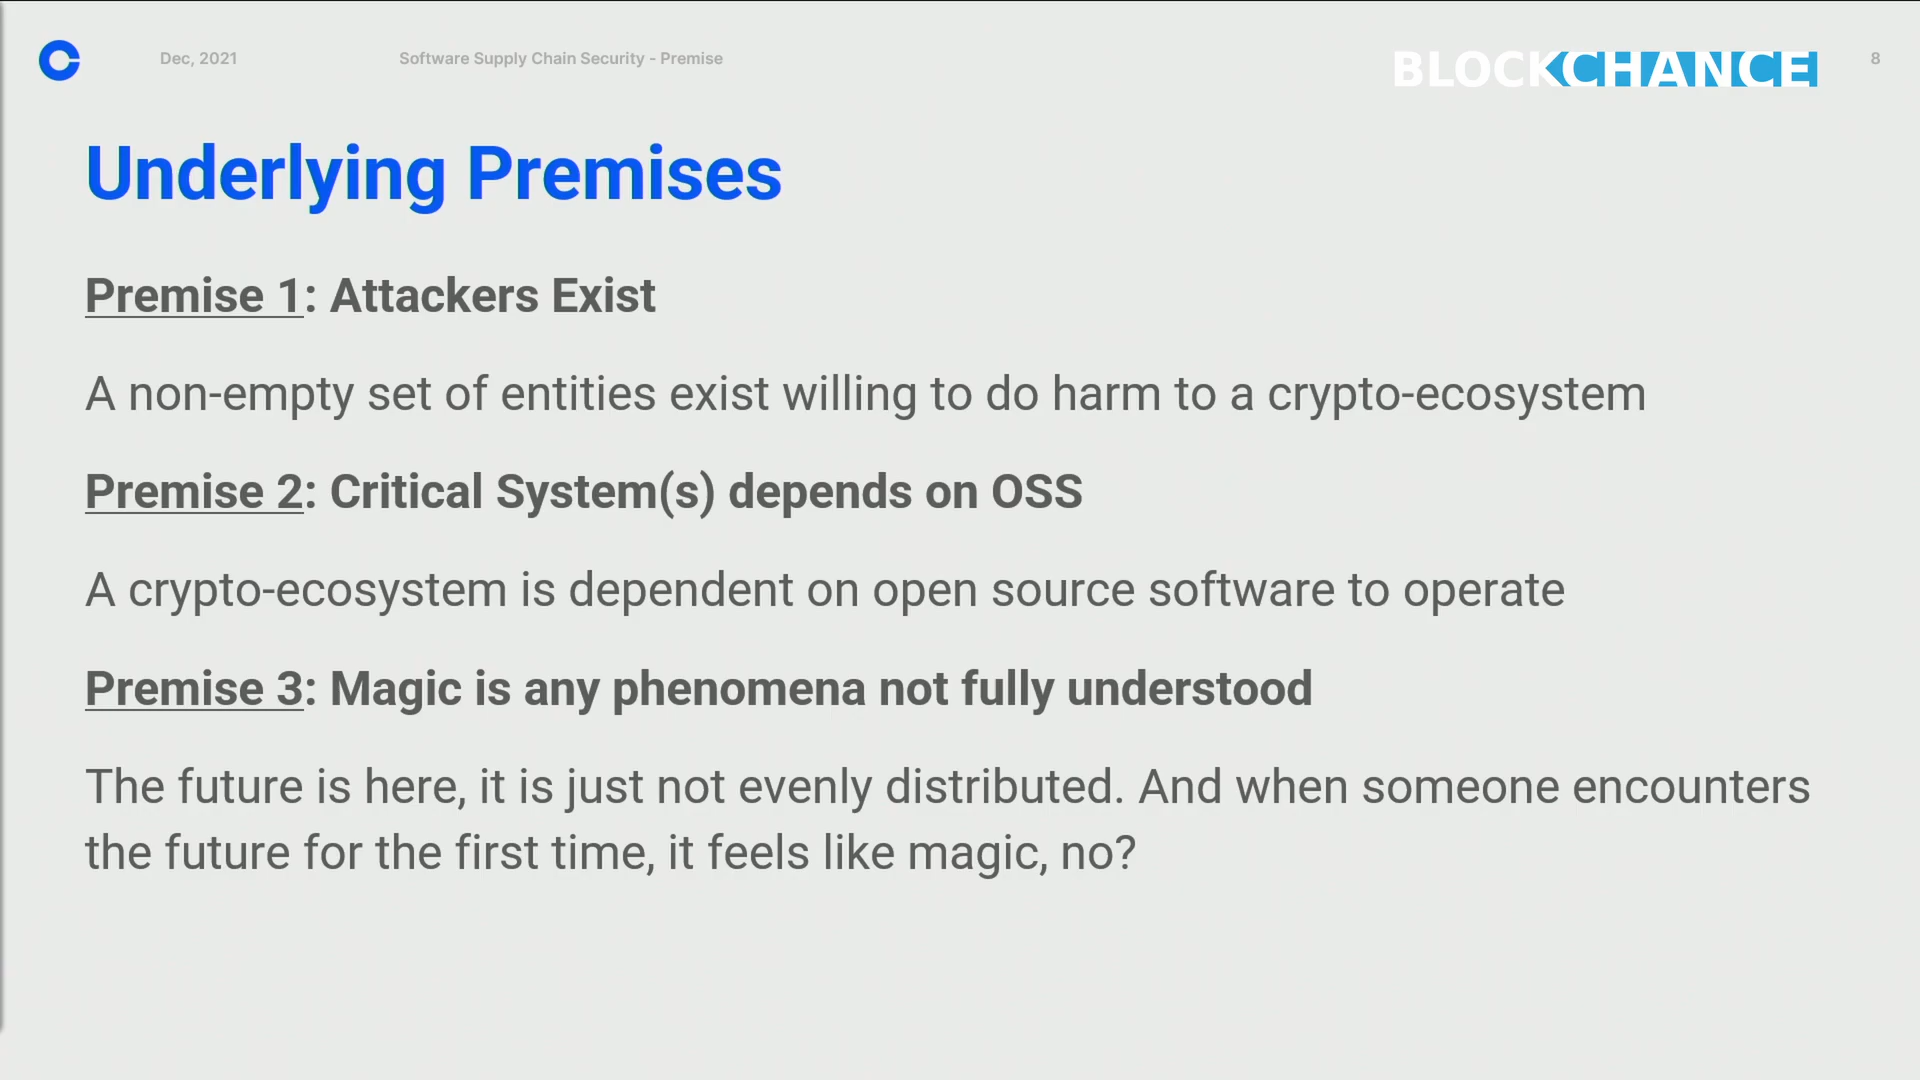 Dec, 2021
Software Supply Chain Security - Premise
BLOCKCHANCE
8
Underlying Premises
Premise 1: Attackers Exist
A non-empty set of entities exist willing to do harm to a crypto-ecosystem
Premise 2: Critical System(s) depends on OSS
A crypto-ecosystem is dependent on open source software to operate
Premise 3: Magic is any phenomena not fully understood
The future is here, it is just not evenly distributed. And when someone encounters
the future for the first time, it feels like magic, no?